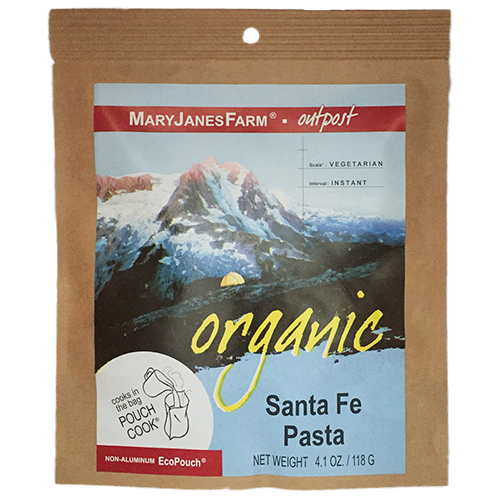 MARYJANESFARM® • outpost
Scale: VEGETARIAN
Interval: INSTANT
organic
cooks in
the bag
POUCH
COOK®
Santa Fe
Pasta
NET WEIGHT 4.1 OZ. / 118 G
NON-ALUMINUM EcoPouch®